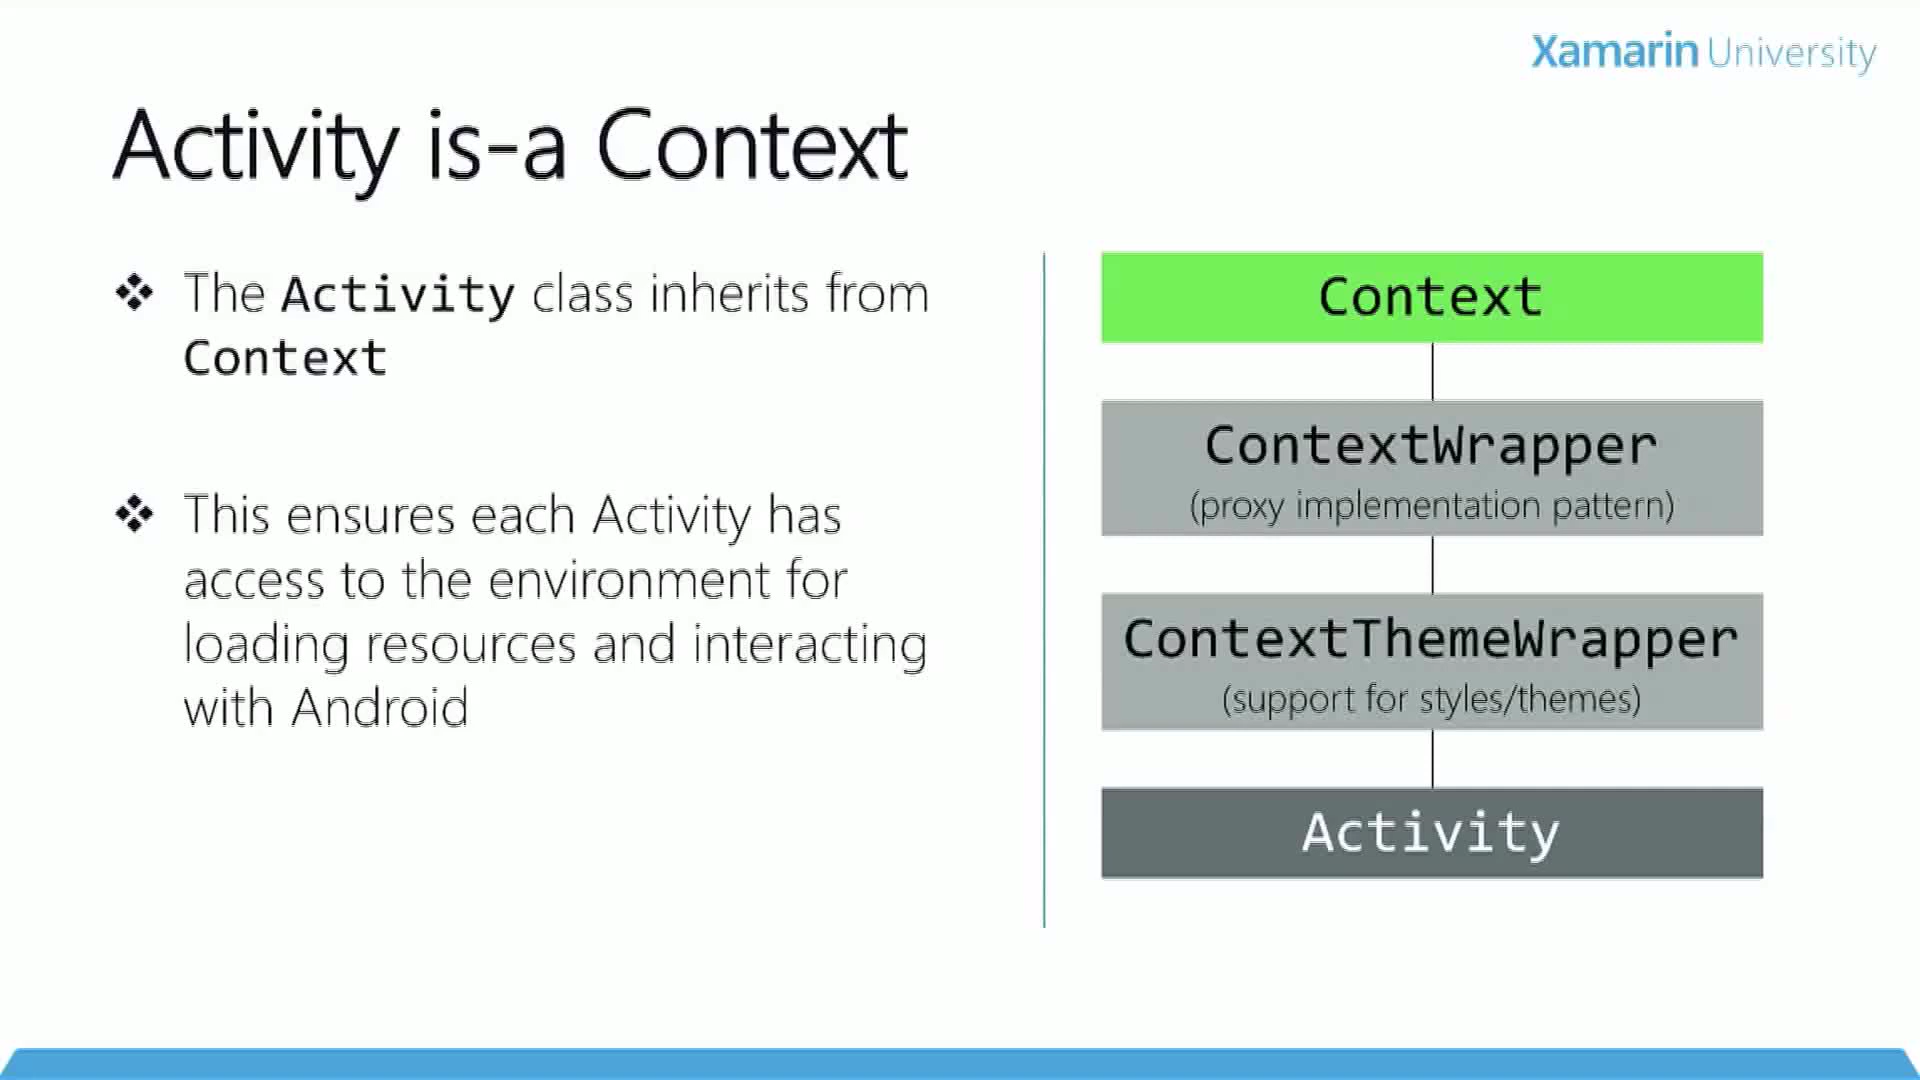 Xamarin University
Activity is-a Context
❖ The Activity class inherits from
Context
❖ This ensures each Activity has
access to the environment for
loading resources and interacting
with Android
Context
ContextWrapper
(proxy implementation pattern)
ContextThemeWrapper
(support for styles/themes)
Activity